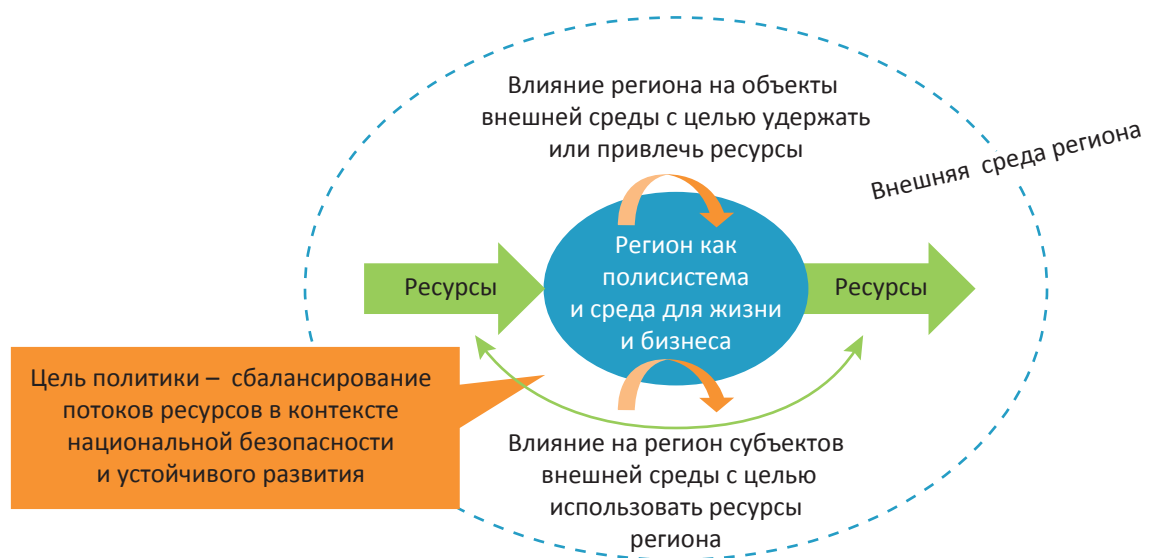 Влияние региона на объекты
внешней среды с целью удержать
или привлечь ресурсы
Внешняя среда региона
Регион как
полисистема
и среда для жизни
и бизнеса
Ресурсы
Ресурсы
Цель политики – сбалансирование
потоков ресурсов в контексте
национальной безопасности
и устойчивого развития
Влияние на регион субъектов
внешней среды с целью
использовать ресурсы
региона